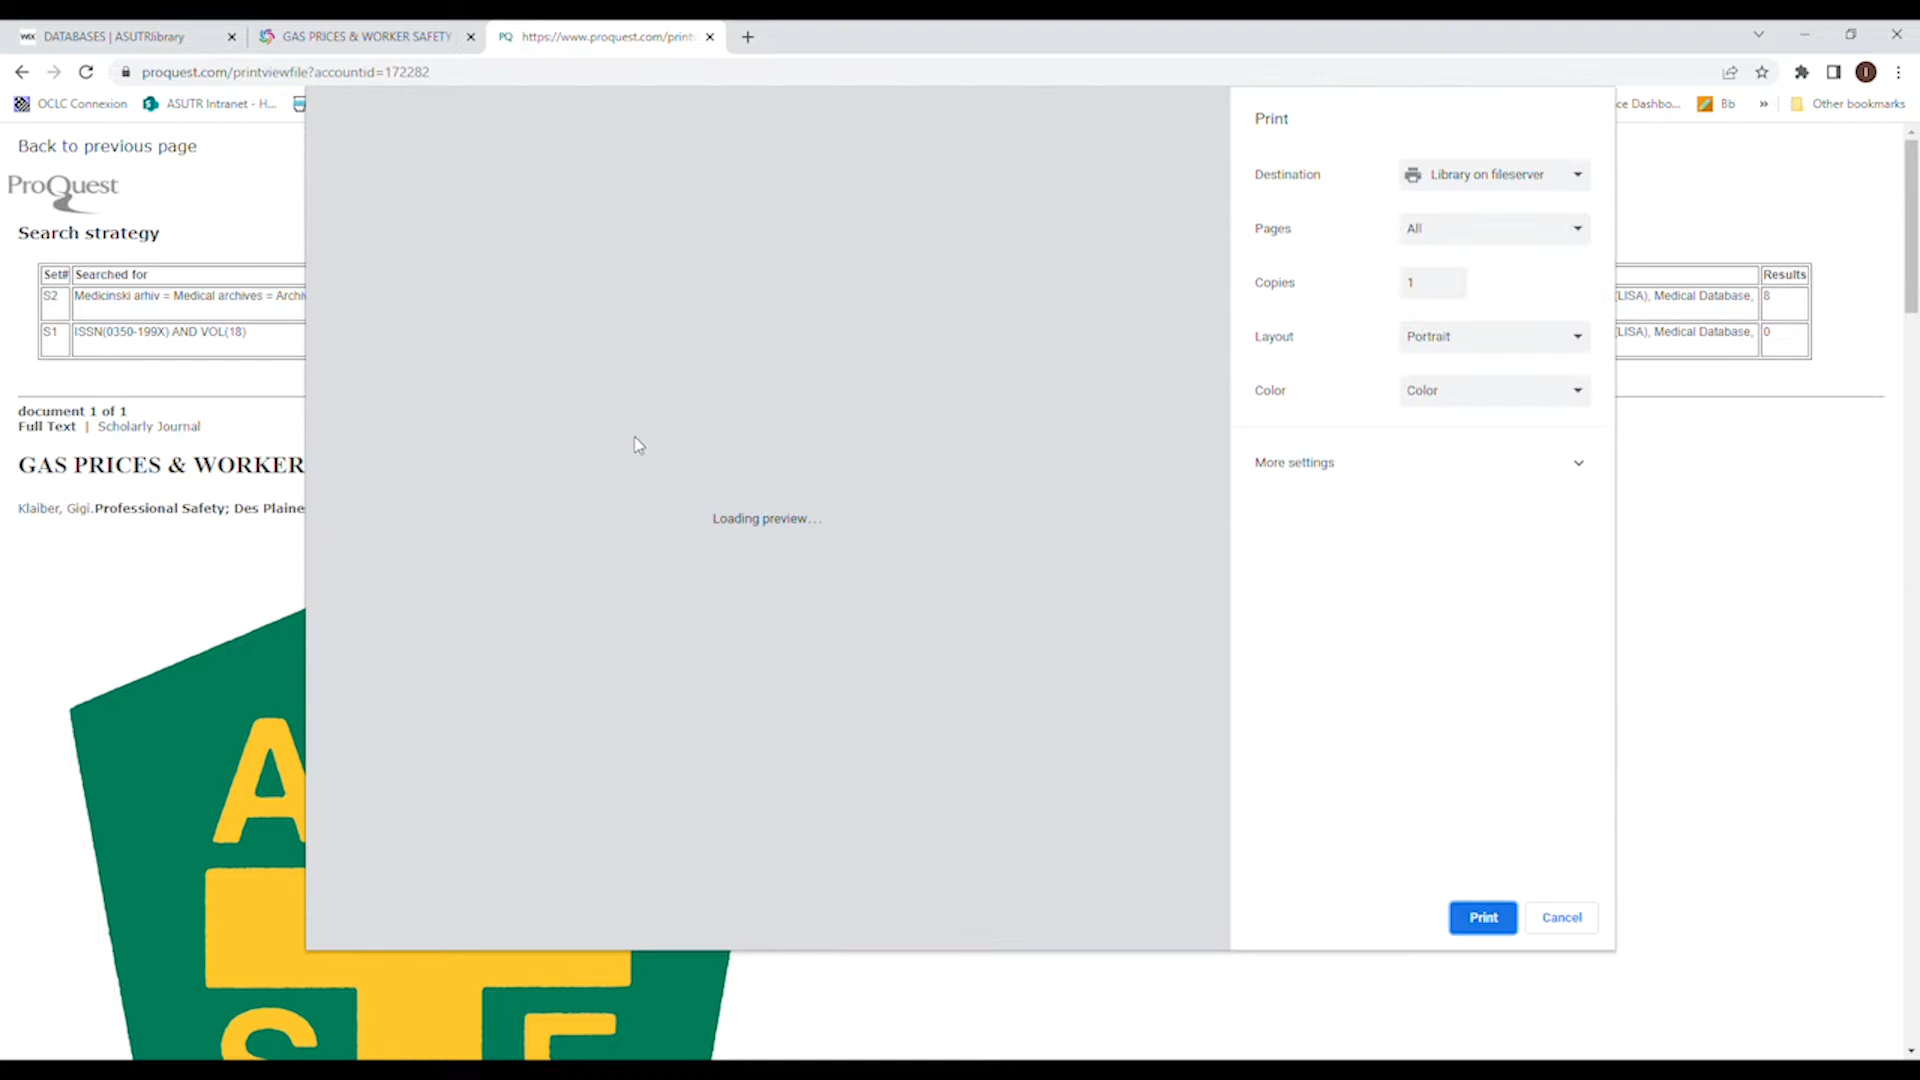 WIX DATABASES | ASUTRlibrary
GAS PRICES & WORKER SAFETY
PQ https://www.proquest.com/print
proquest.com/printviewfile?accountid=172282
OCLC Connexion
ASUTR Intranet - H...
ce Dashbo...
Bb
»
Other bookmarks
Back to previous page
ProQuest
Search strategy
Set# Searched for Results
S2 Medicinski arhiv = Medical archives = Archi (LISA), Medical Database, 8
S1 ISSN(0350-199X) AND VOL(18) (LISA), Medical Database, 0
document 1 of 1
Full Text | Scholarly Journal
GAS PRICES & WORKER
Klaiber, Gigi.Professional Safety; Des Plaine
A
S
Loading preview...
Print
Destination Library on fileserver
Pages All
Copies 1
Layout Portrait
Color Color
More settings
Print Cancel